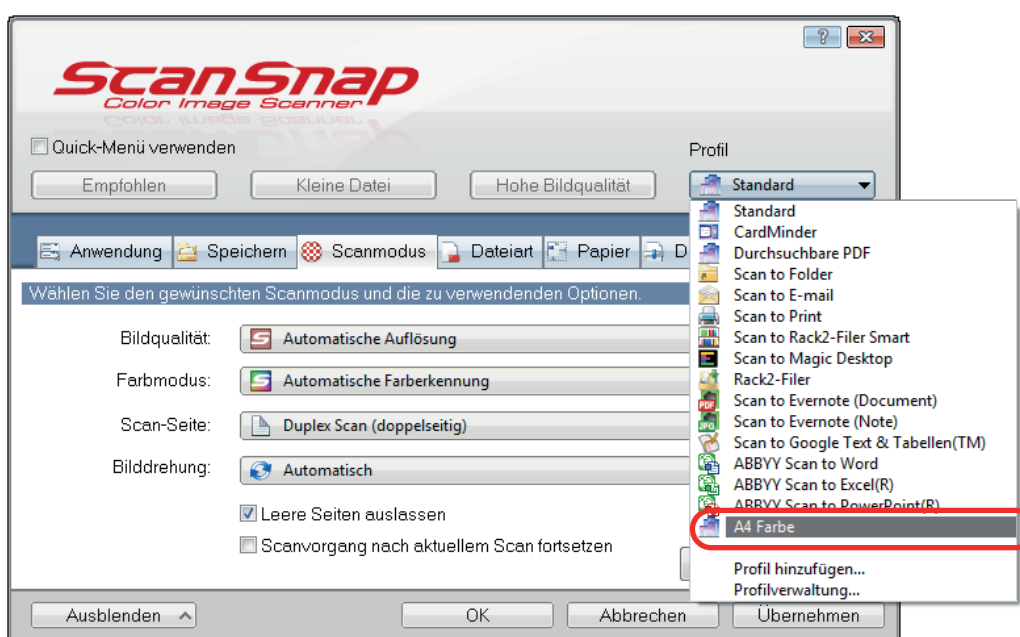 ScanSnap
Color Image Scanner
Quick-Menü verwenden
Profil
Empfohlen
Kleine Datei
Hohe Bildqualität
Standard
Anwendung
Speichern
Scanmodus
Dateiart
Papier
D
Wählen Sie den gewünschten Scanmodus und die zu verwendenden Optionen.
Bildqualität:
Automatische Auflösung
Farbmodus:
Automatische Farberkennung
Scan-Seite:
Duplex Scan (doppelseitig)
Bilddrehung:
Automatisch
Leere Seiten auslassen
Scanvorgang nach aktuellem Scan fortsetzen
Standard
CardMinder
Durchsuchbare PDF
Scan to Folder
Scan to E-mail
Scan to Print
Scan to Rack2-Filer Smart
Scan to Magic Desktop
Rack2-Filer
Scan to Evernote (Document)
Scan to Evernote (Note)
Scan to Google Text & Tabellen(TM)
ABBYY Scan to Word
ABBYY Scan to Excel(R)
ABBYY Scan to PowerPoint(R)
A4 Farbe
Profil hinzufügen...
Profilverwaltung...
Ausblenden
OK
Abbrechen
Übernehmen